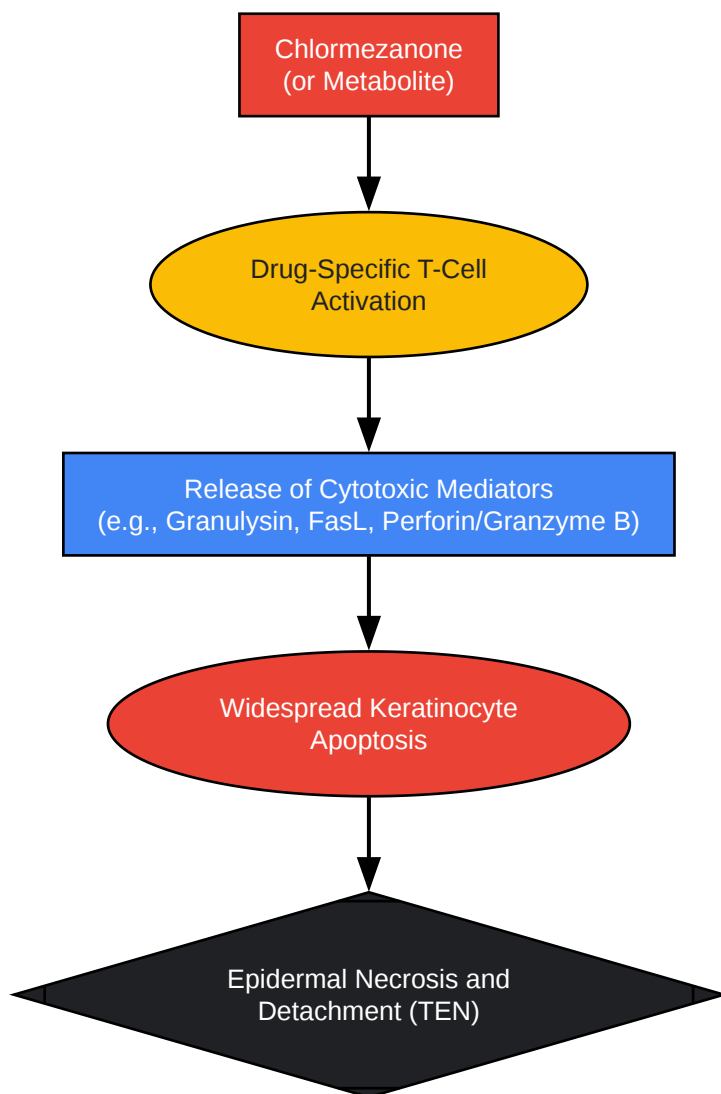 Chlormezanone
(or Metabolite)
Drug-Specific T-Cell
Activation
Release of Cytotoxic Mediators
(e.g., Granulysin, FasL, Perforin/Granzyme B)
Widespread Keratinocyte
Apoptosis
Epidermal Necrosis and
Detachment (TEN)